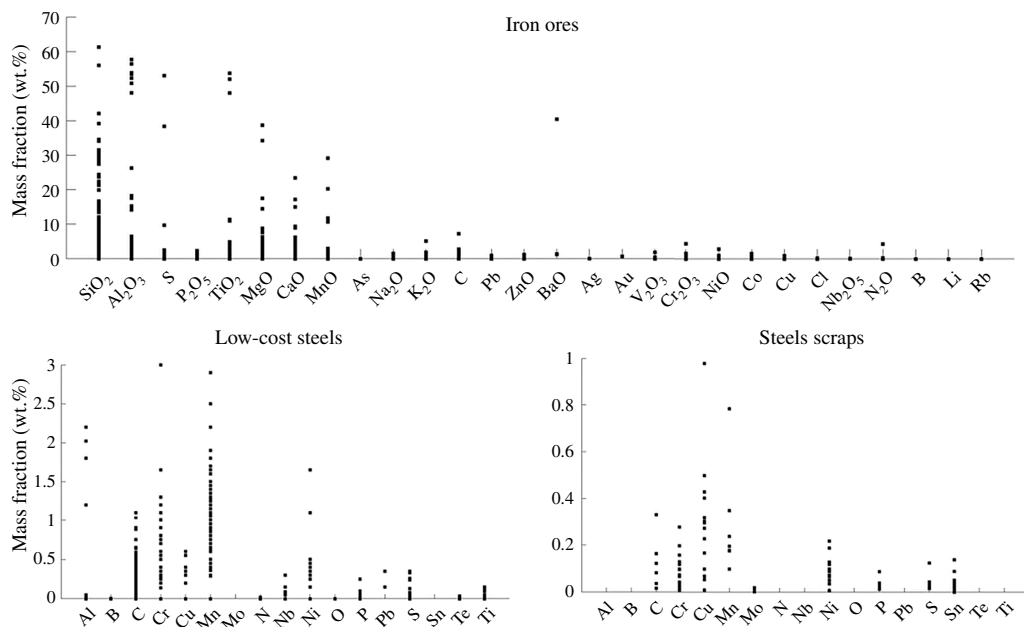 Iron ores
Mass fraction (wt.%)
70
60
50
40
30
20
10
0
SiO₂ Al₂O₃ S P₂O₅ TiO₂ MgO CaO MnO As Na₂O K₂O C Pb ZnO BaO Ag Au V₂O₃ Cr₂O₃ NiO Co Cu Cl Nb₂O₅ N₂O B Li Rb
Low-cost steels
Mass fraction (wt.%)
3
2.5
2
1.5
1
0.5
0
Al B C Cr Cu Mn Mo N Nb Ni O P Pb S Sn Te Ti
Steels scraps
1
0.8
0.6
0.4
0.2
0
Al B C Cr Cu Mn Mo N Nb Ni O P Pb S Sn Te Ti